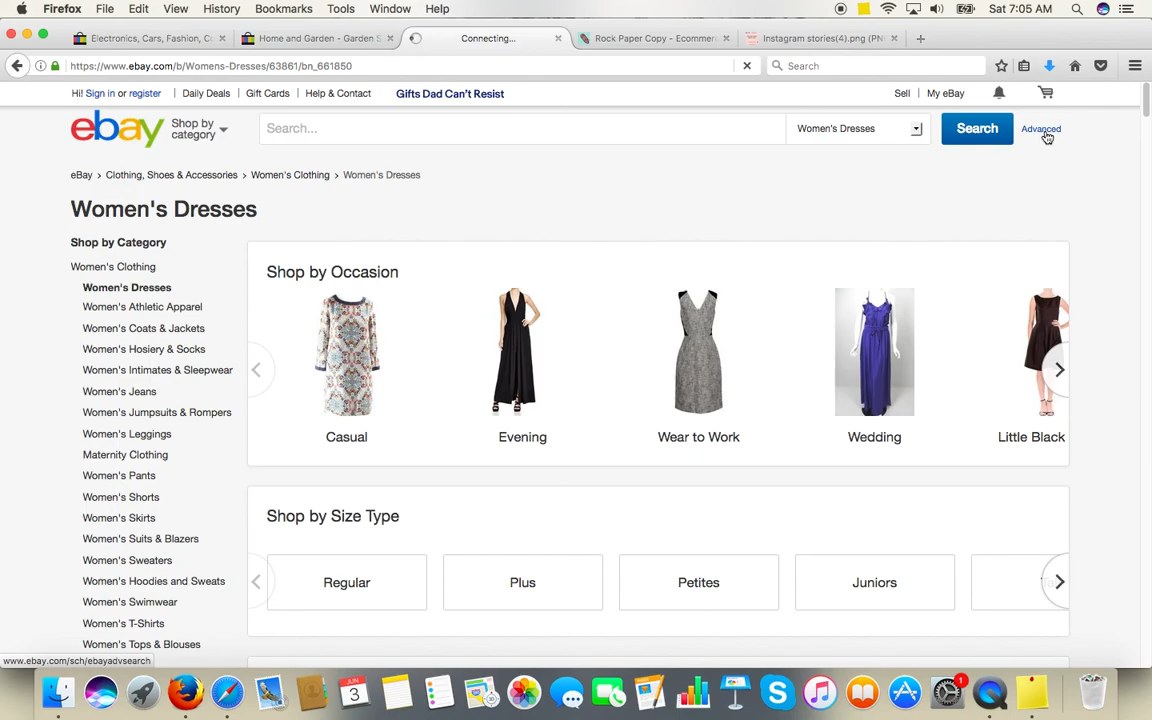 Firefox File Edit View History Bookmarks Tools Window Help Sat 7:05 AM
Electronics, Cars, Fashion, C Home and Garden - Garden S Connecting... Rock Paper Copy - Ecommer Instagram stories(4).png (PN
https://www.ebay.com/b/Womens-Dresses/63861/bn_661850 Search
Hi! Sign in or register Daily Deals Gift Cards Help & Contact Gifts Dad Can't Resist Sell My eBay
ebay Shop by category Search... Women's Dresses Search Advanced
eBay > Clothing, Shoes & Accessories > Women's Clothing > Women's Dresses
Women's Dresses
Shop by Category
Women's Clothing
Women's Dresses
Women's Athletic Apparel
Women's Coats & Jackets
Women's Hosiery & Socks
Women's Intimates & Sleepwear
Women's Jeans
Women's Jumpsuits & Rompers
Women's Leggings
Maternity Clothing
Women's Pants
Women's Shorts
Women's Skirts
Women's Suits & Blazers
Women's Sweaters
Women's Hoodies and Sweats
Women's Swimwear
Women's T-Shirts
Women's Tops & Blouses
Shop by Occasion
Casual Evening Wear to Work Wedding Little Black
Shop by Size Type
Regular Plus Petites Juniors
www.ebay.com/sch/ebayadvsearch
JUN
3
1